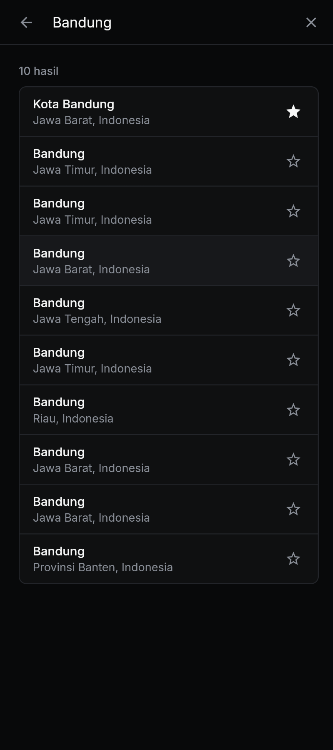 Bandung
10 hasil
Kota Bandung
Jawa Barat, Indonesia
Bandung
Jawa Timur, Indonesia
Bandung
Jawa Timur, Indonesia
Bandung
Jawa Barat, Indonesia
Bandung
Jawa Tengah, Indonesia
Bandung
Jawa Timur, Indonesia
Bandung
Riau, Indonesia
Bandung
Jawa Barat, Indonesia
Bandung
Jawa Barat, Indonesia
Bandung
Provinsi Banten, Indonesia